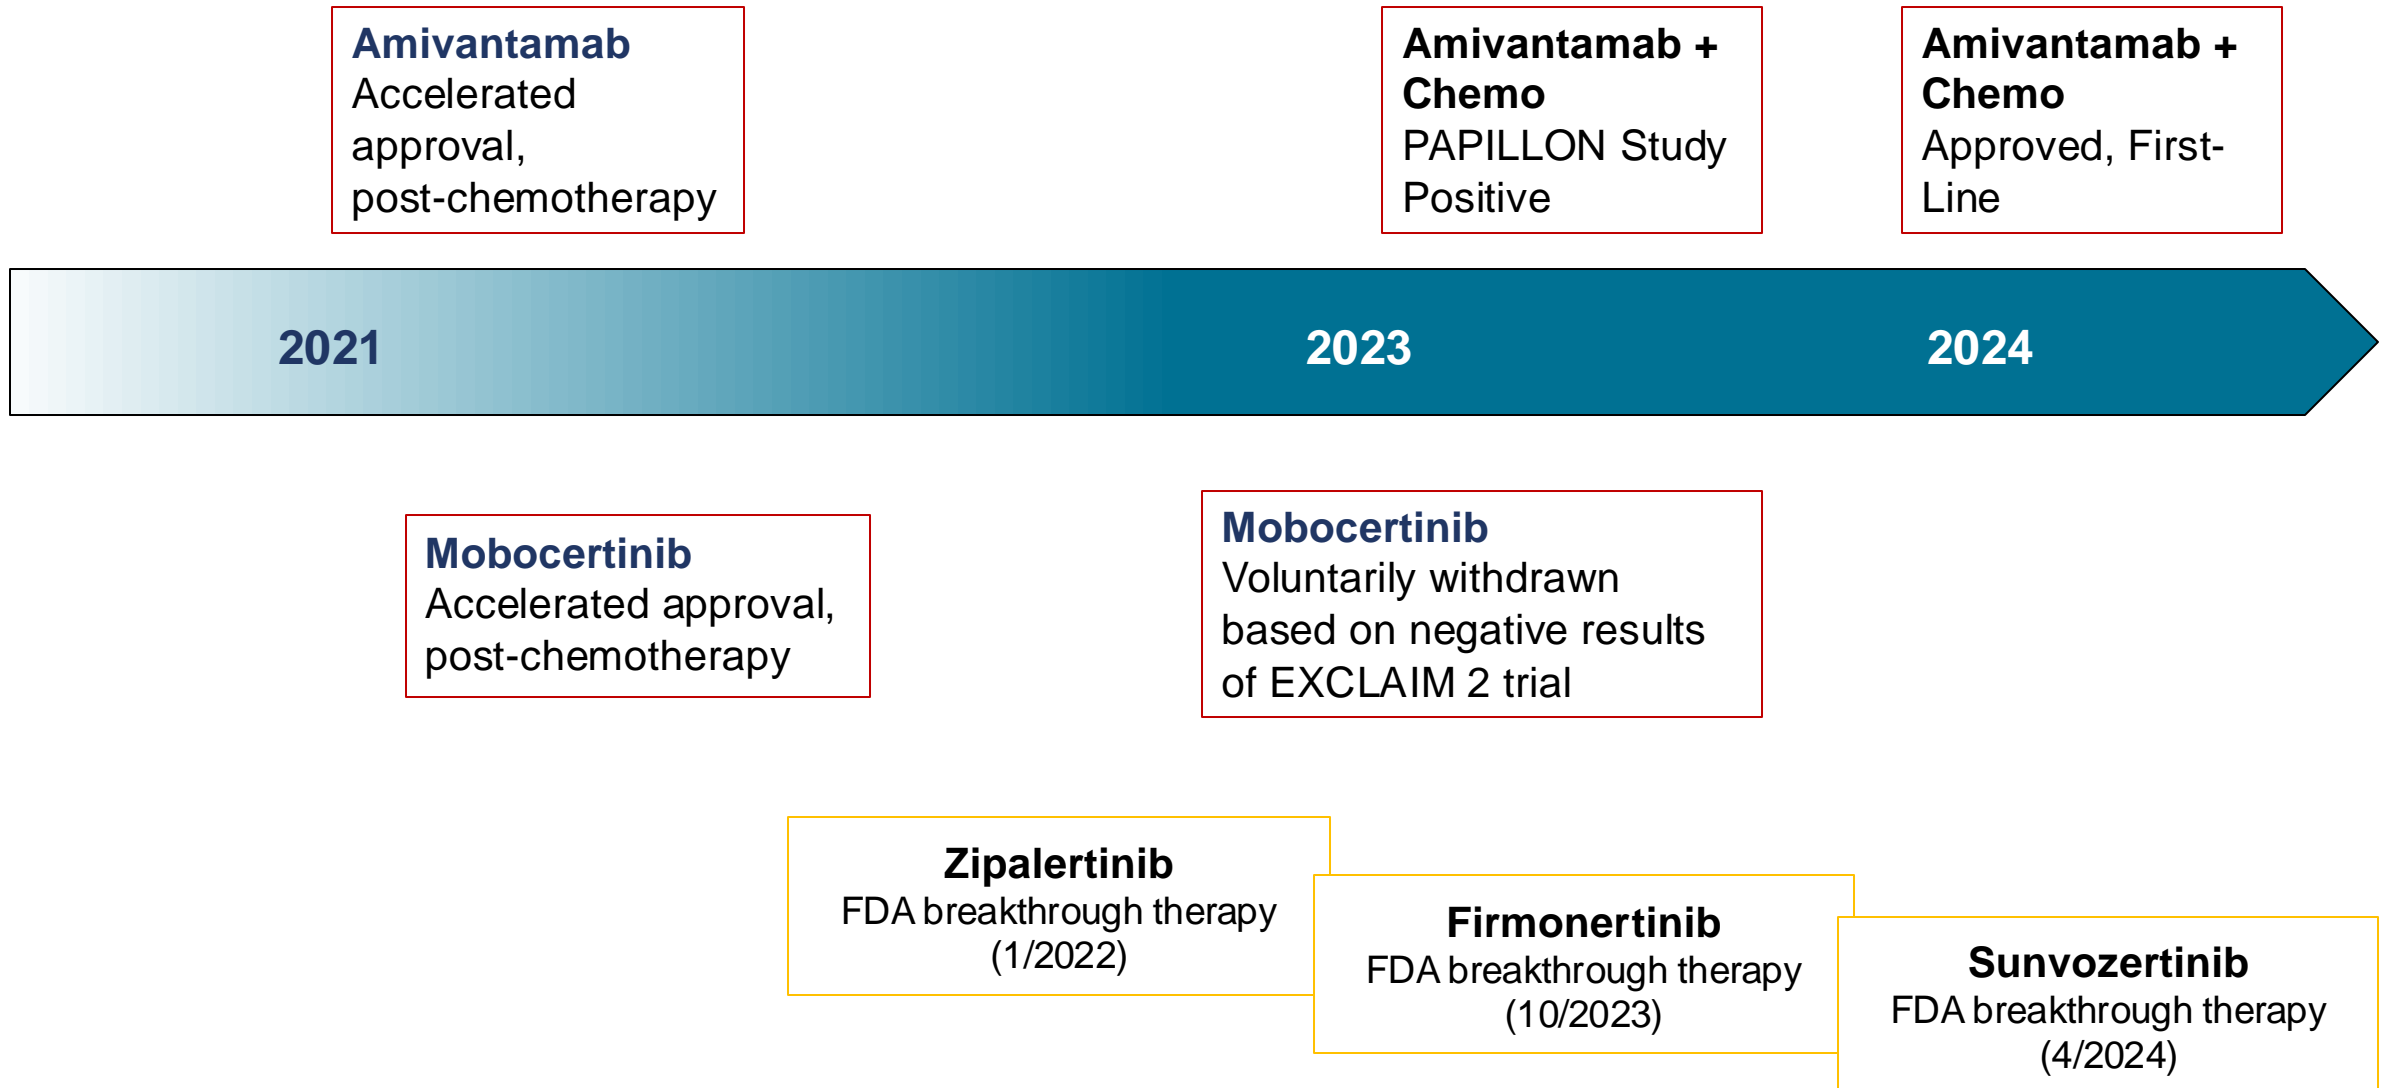 Amivantamab
Accelerated
approval,
post-chemotherapy
Amivantamab +
Chemo
PAPILLON Study
Positive
Amivantamab +
Chemo
Approved, First-
Line
2021
2023
2024
Mobocertinib
Accelerated approval,
post-chemotherapy
Mobocertinib
Voluntarily withdrawn
based on negative results
of EXCLAIM 2 trial
Zipalertinib
FDA breakthrough therapy
(1/2022)
Firmonertinib
FDA breakthrough therapy
(10/2023)
Sunvozertinib
FDA breakthrough therapy
(4/2024)